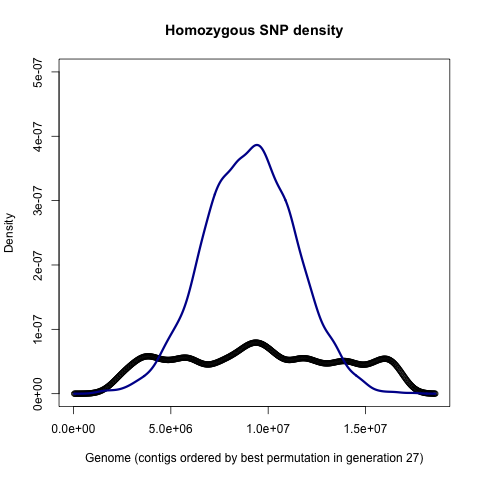 Homozygous SNP density
Density
5e-07
4e-07
3e-07
2e-07
1e-07
0e+00
0.0e+00 5.0e+06 1.0e+07 1.5e+07
Genome (contigs ordered by best permutation in generation 27)